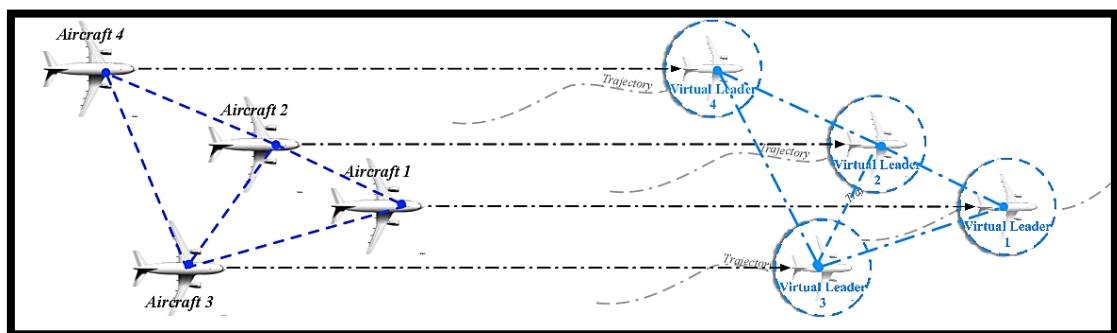 Aircraft 4
Trajectory
Virtual Leader
4
Aircraft 2
Trajectory
Virtual Leader
2
Aircraft 1
Virtual Leader
1
Trajectory
Virtual Leader
3
Aircraft 3